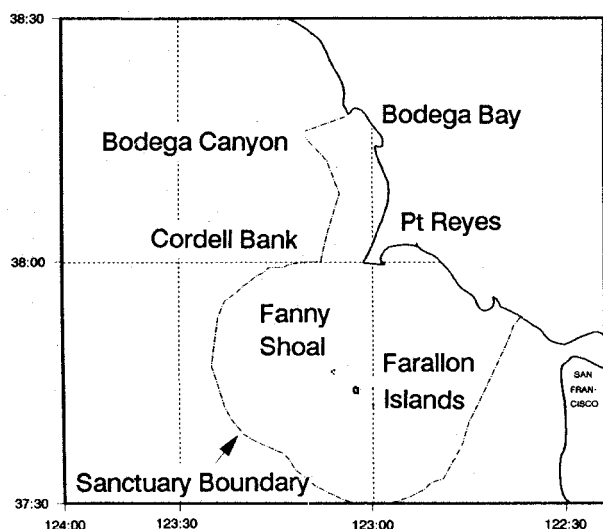 38:30
Bodega Bay
Bodega Canyon
Pt Reyes
Cordell Bank
38:00
Fanny
Shoal
Farallon
Islands
SAN
FRAN-
CISCO
Sanctuary Boundary
37:30
124:00
123:30
123:00
122:30